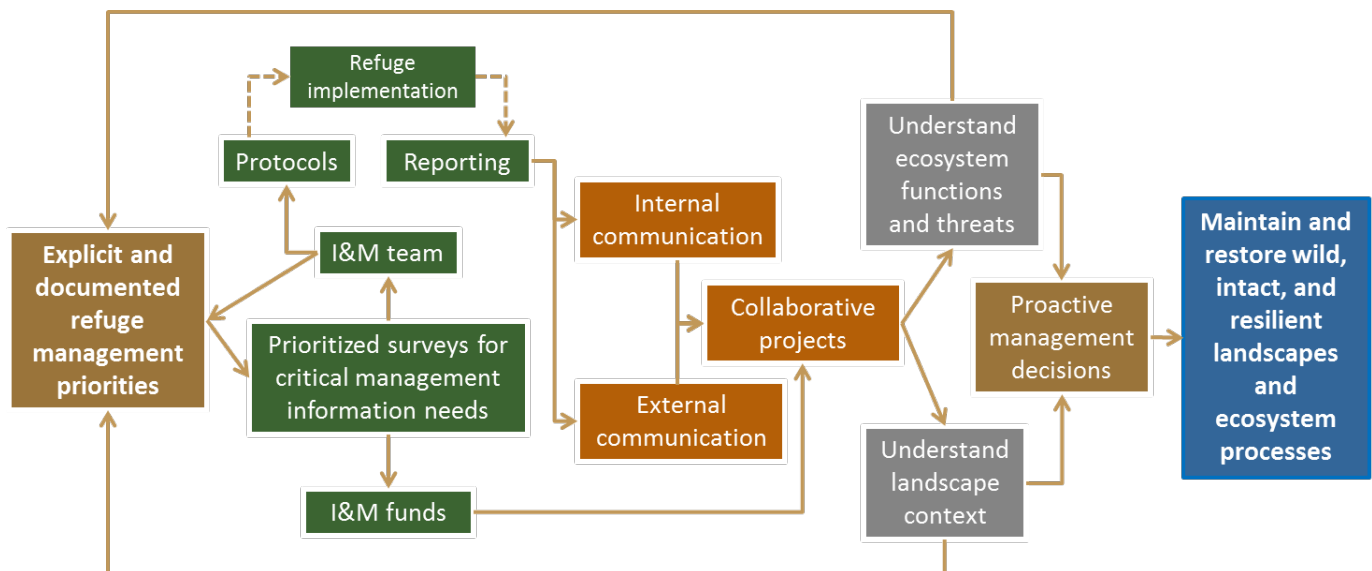 Refuge
implementation
Protocols
Reporting
Understand
ecosystem
functions
and threats
Internal
communication
Maintain and
restore wild,
intact, and
resilient
landscapes
and
ecosystem
processes
Explicit and
documented
refuge
management
priorities
I&M team
Collaborative
projects
Proactive
management
decisions
Prioritized surveys for
critical management
information needs
External
communication
Understand
landscape
context
I&M funds